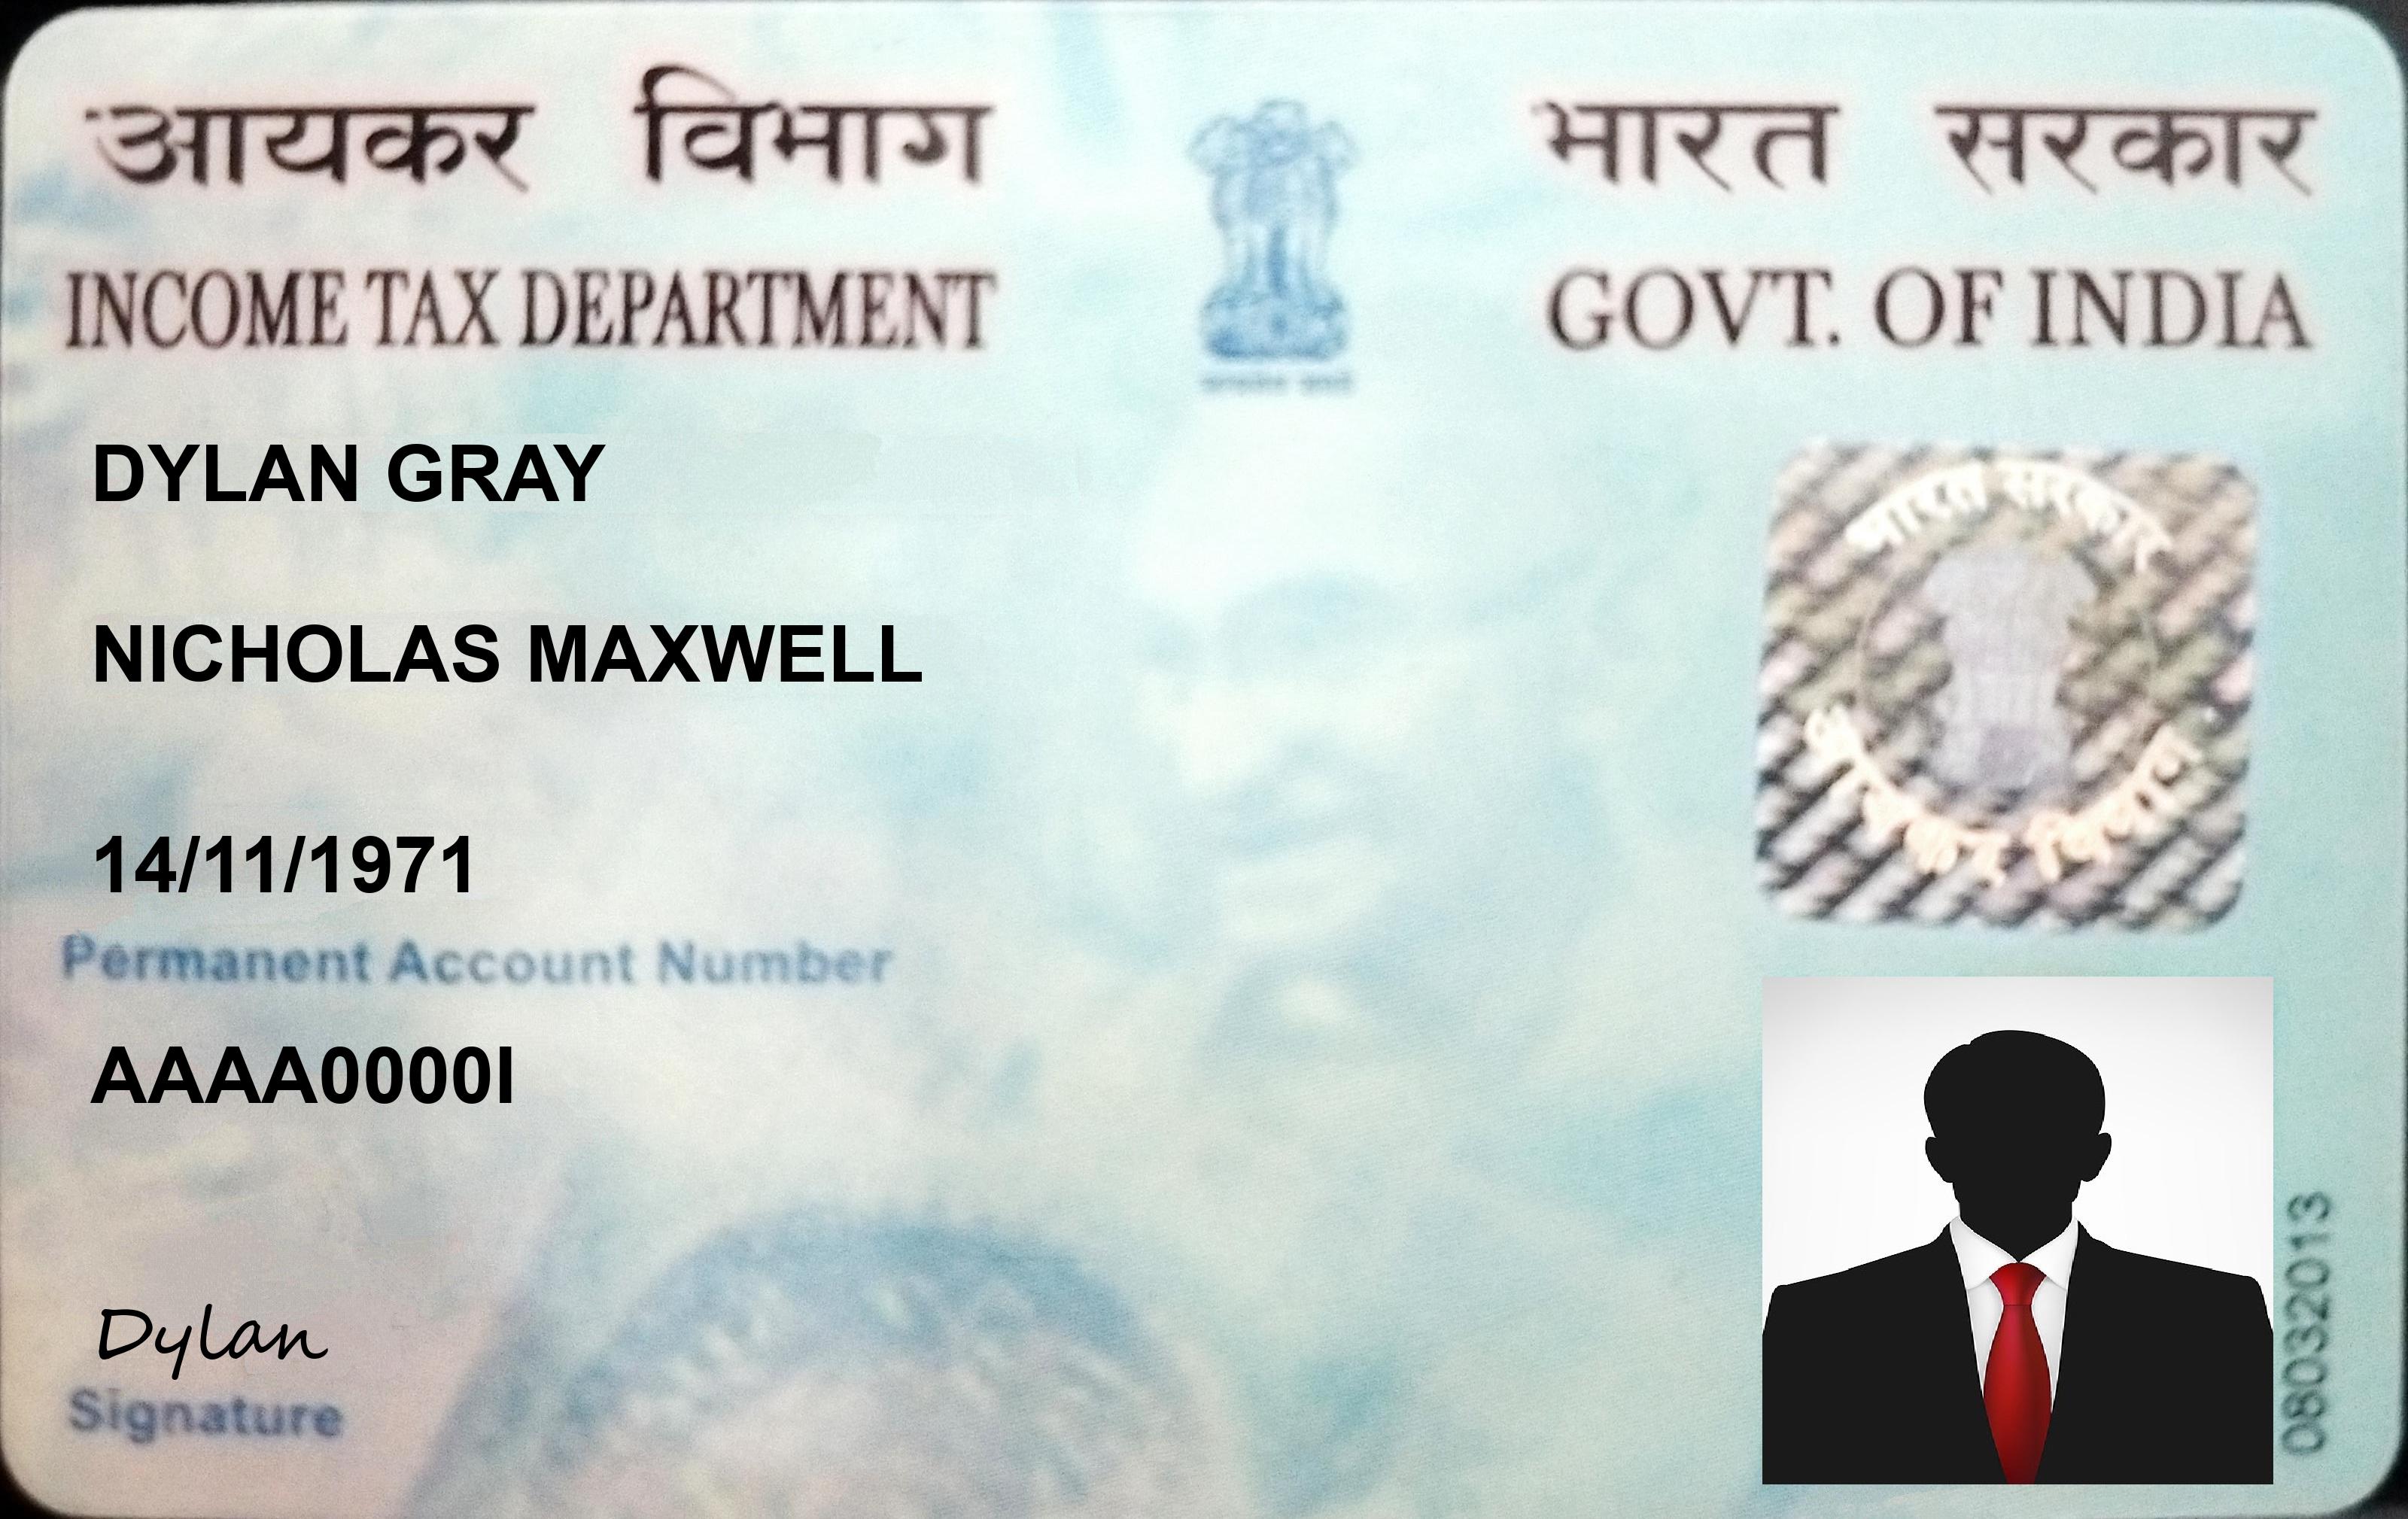 आयकर विभाग
भारत सरकार
INCOME TAX DEPARTMENT
GOVT. OF INDIA
DYLAN GRAY
भारत सरकार
NICHOLAS MAXWELL
आयकर विभाग
14/11/1971
Permanent Account Number
AAAA0000I
Dylan
Signature
08032013